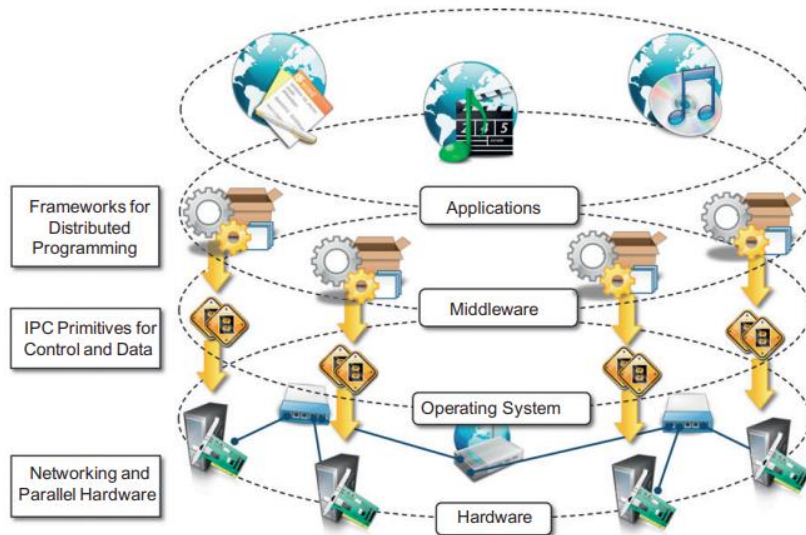 Frameworks for
Distributed
Programming
Applications
IPC Primitives for
Control and Data
Middleware
Operating System
Networking and
Parallel Hardware
Hardware